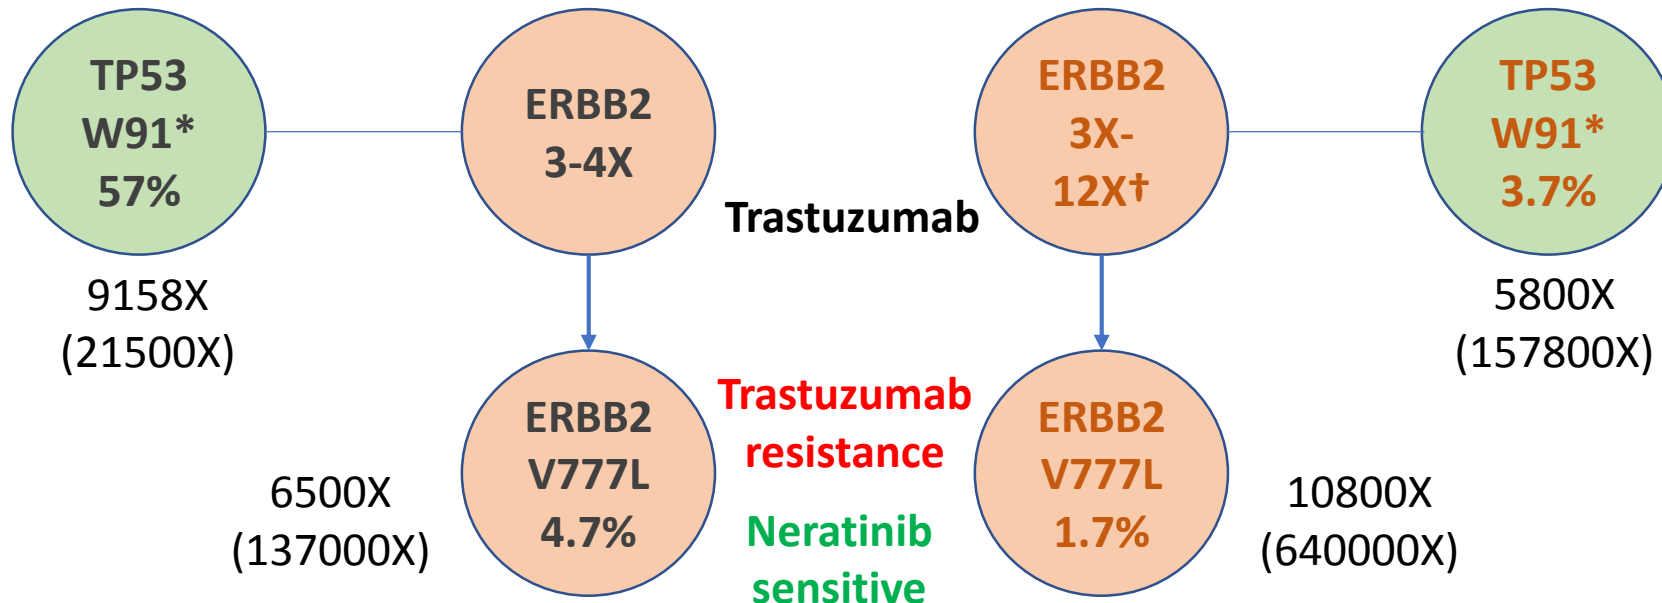 TP53
W91*
57%
9158X
(21500X)
ERBB2
3-4X
Trastuzumab
ERBB2
3X-
12X†
TP53
W91*
3.7%
5800X
(157800X)
6500X
(137000X)
ERBB2
V777L
4.7%
Trastuzumab
resistance
Neratinib
sensitive
ERBB2
V777L
1.7%
10800X
(640000X)